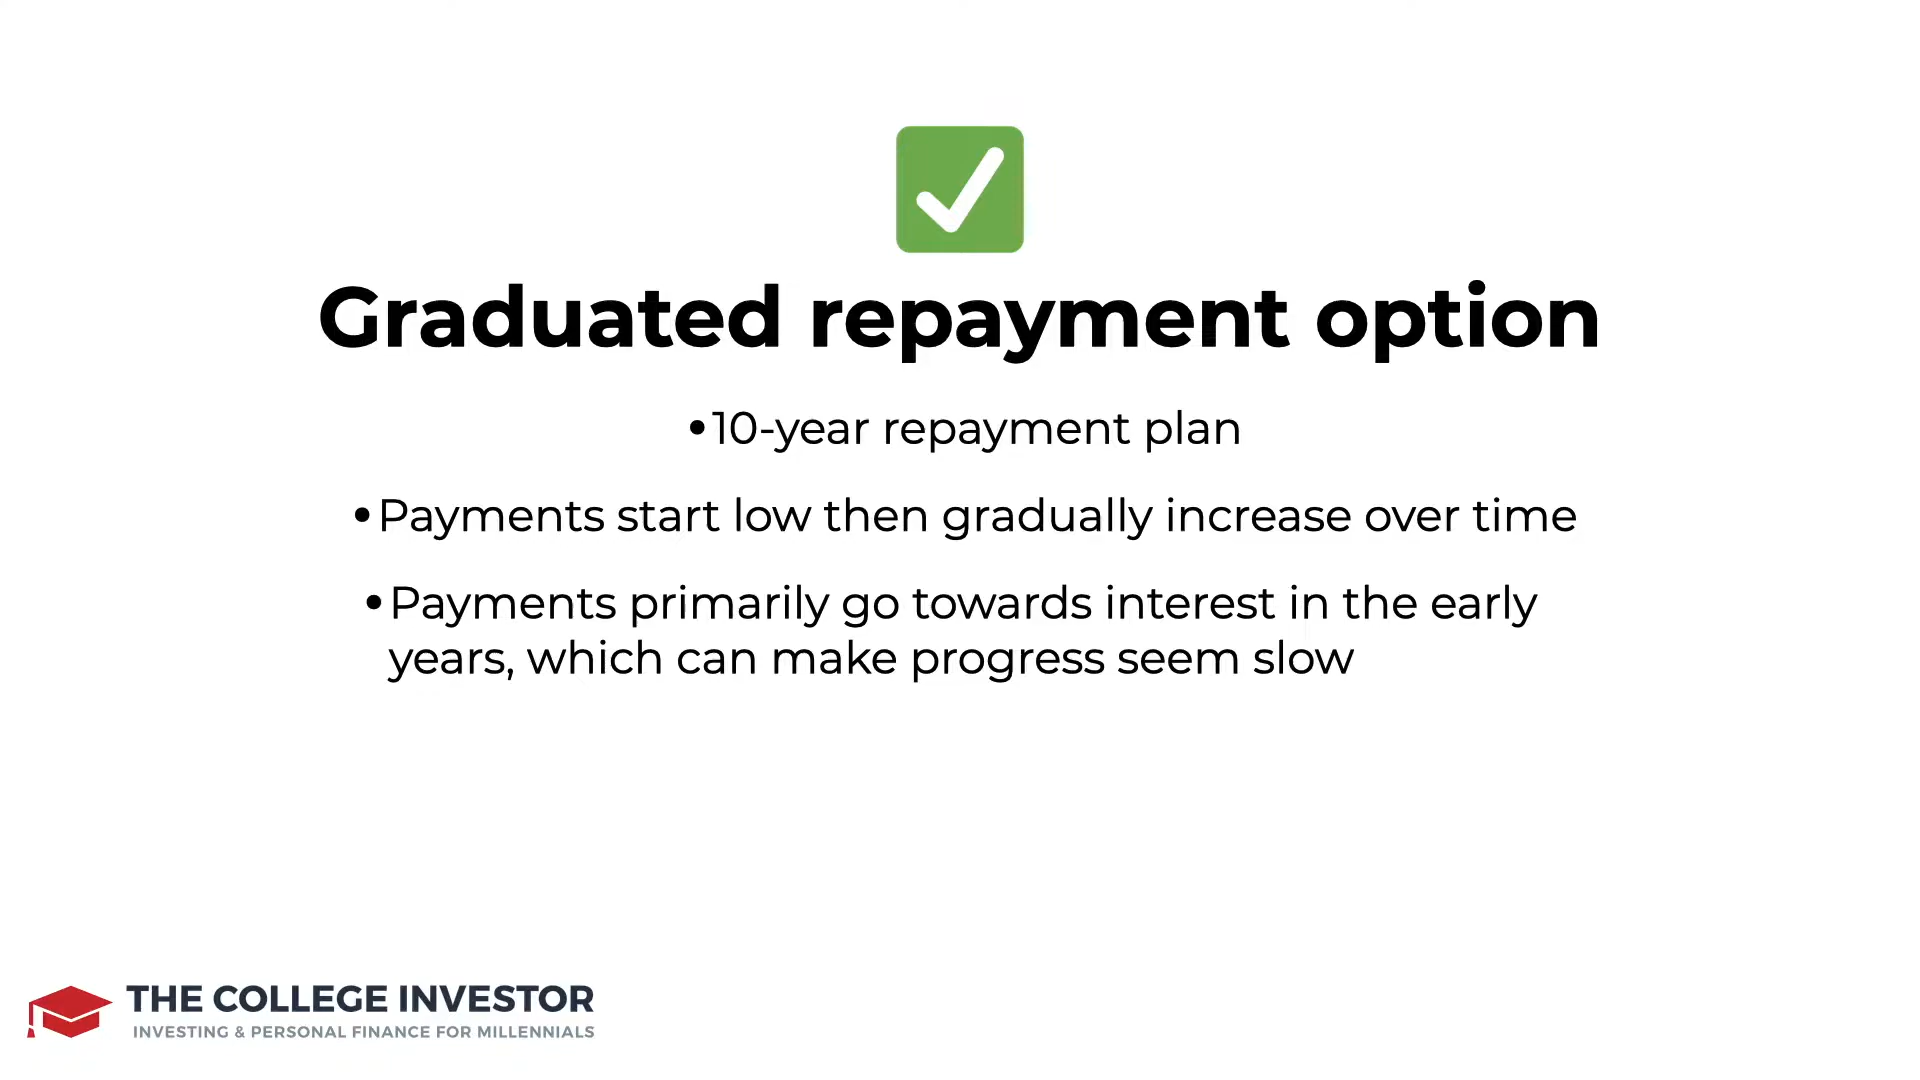 Graduated repayment option
•10-year repayment plan
•Payments start low then gradually increase over time
•Payments primarily go towards interest in the early
years, which can make progress seem slow
THE COLLEGE INVESTOR
INVESTING & PERSONAL FINANCE FOR MILLENNIALS